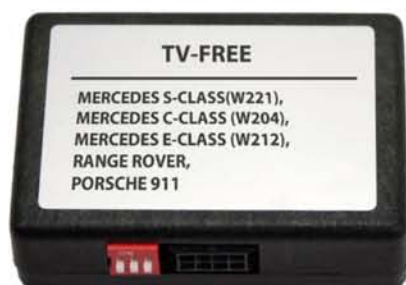 TV-FREE
MERCEDES S-CLASS(W221),
MERCEDES C-CLASS (W204),
MERCEDES E-CLASS (W212),
RANGE ROVER,
PORSCHE 911